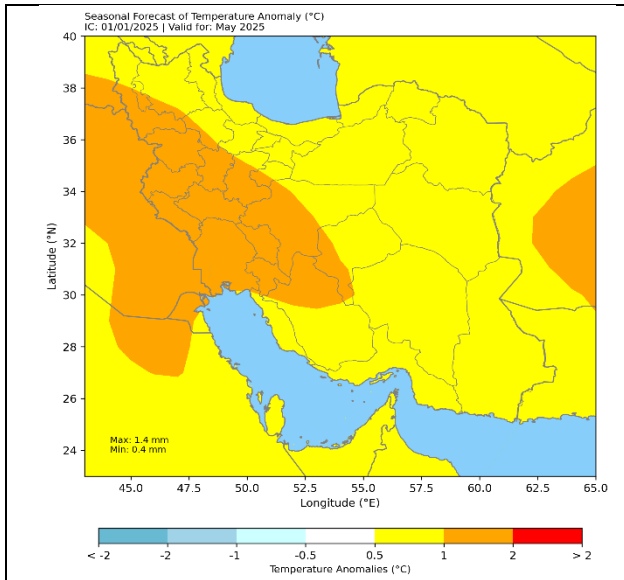 Seasonal Forecast of Temperature Anomaly (°C)
IC: 01/01/2025 | Valid for: May 2025
40
38
36
34
32
30
28
26
24
Latitude (°N)
Max: 1.4 mm
Min: 0.4 mm
45.0 47.5 50.0 52.5 55.0 57.5 60.0 62.5 65.0
Longitude (°E)
< -2 -2 -1 -0.5 0.5 1 2 > 2
Temperature Anomalies (°C)